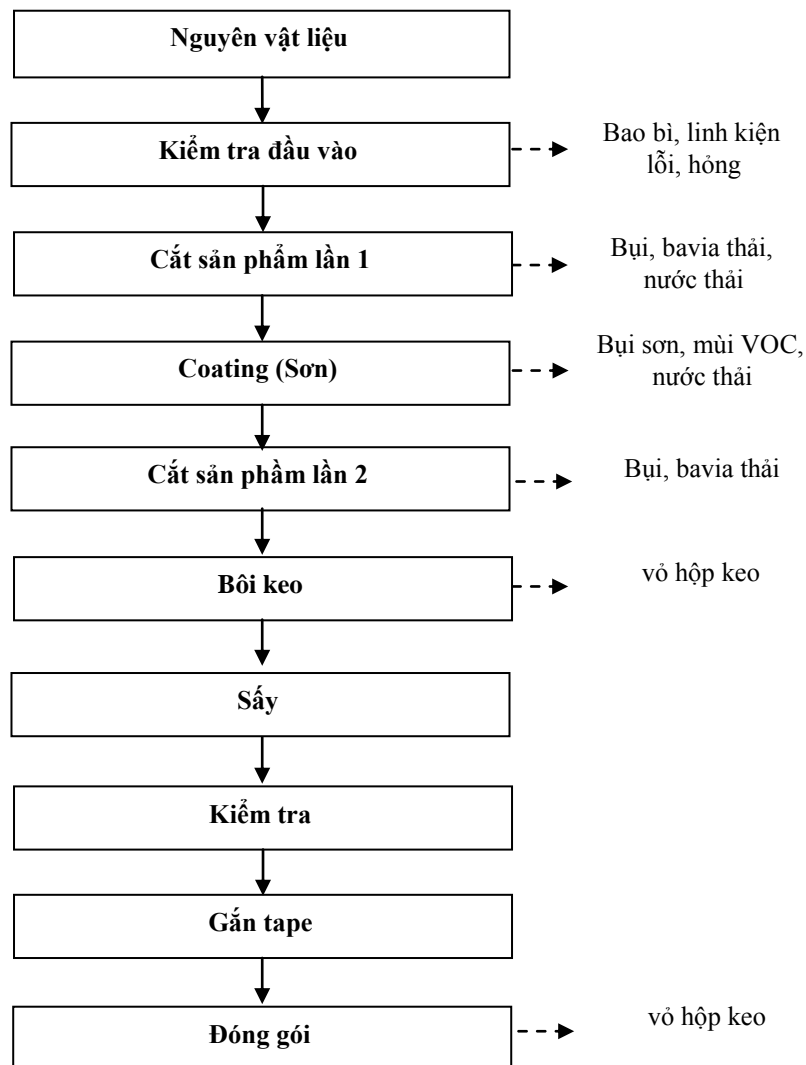 Nguyên vật liệu
Kiểm tra đầu vào
Bao bì, linh kiện
lỗi, hỏng
Cắt sản phẩm lần 1
Bụi, bavia thải,
nước thải
Coating (Sơn)
Bụi sơn, mùi VOC,
nước thải
Cắt sản phầm lần 2
Bụi, bavia thải
Bôi keo
vỏ hộp keo
Sấy
Kiểm tra
Gắn tape
Đóng gói
vỏ hộp keo